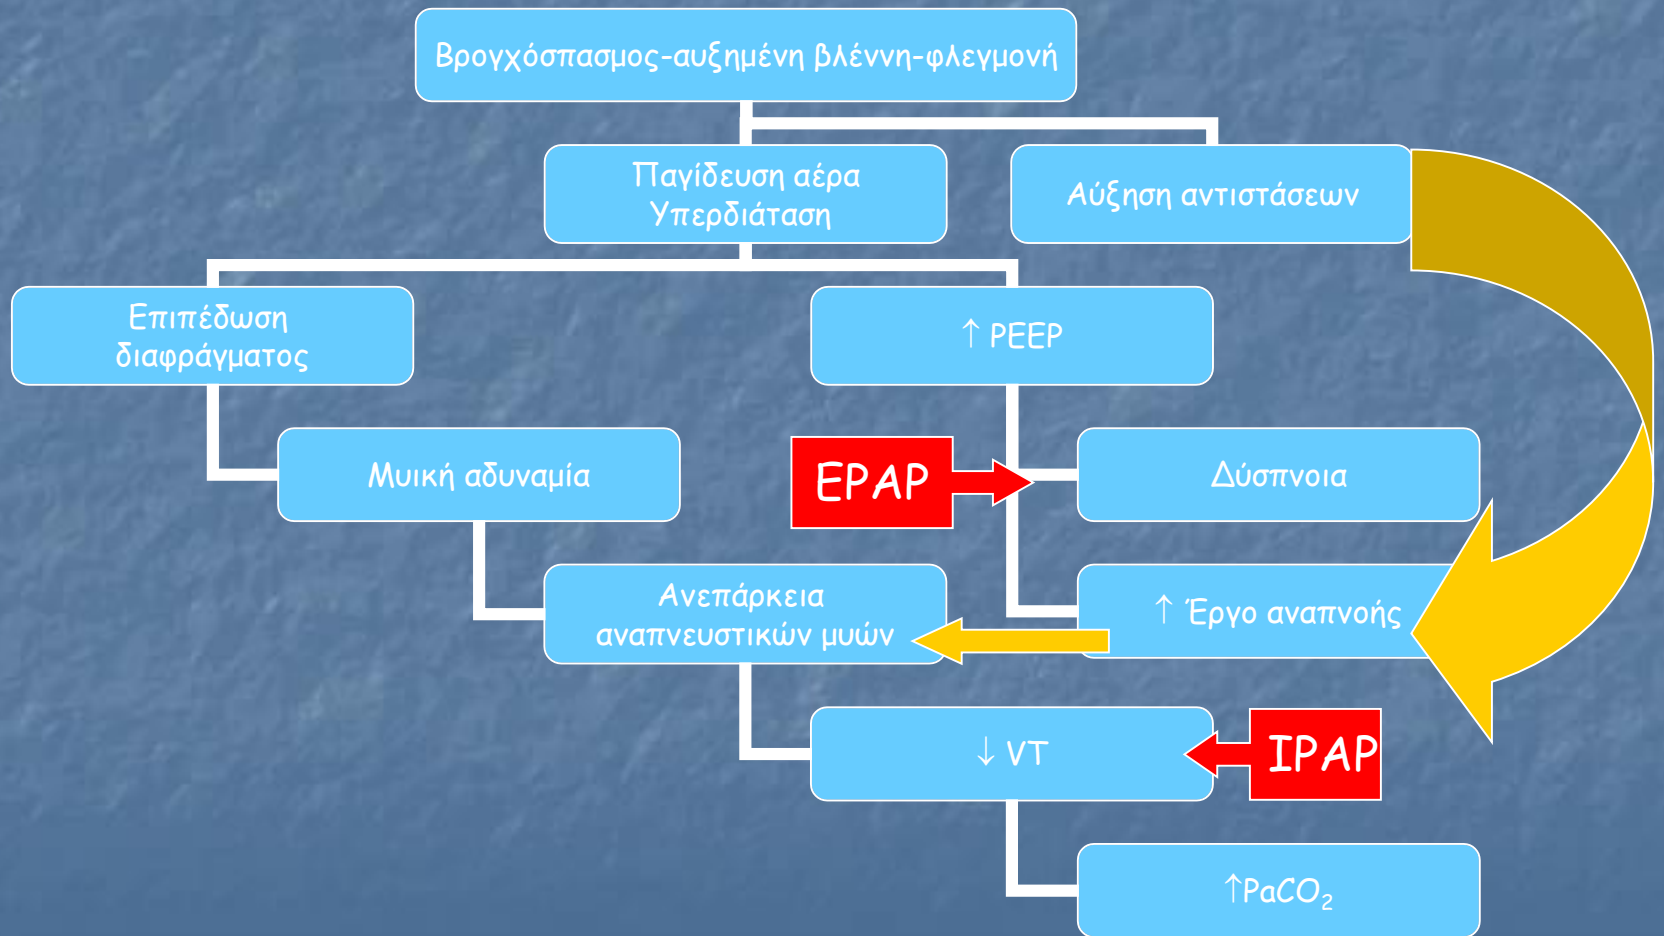 Βρογχόσπασμος-αυξημένη βλέννη-φλεγμονή
Παγίδευση αέρα
Υπερδιάταση
Αύξηση αντιστάσεων
Επιπέδωση
διαφράγματος
↑ PEEP
Μυική αδυναμία
EPAP
Δύσπνοια
Ανεπάρκεια
αναπνευστικών μυών
↑ Έργο αναπνοής
↓ VT
IPAP
↑PaCO₂